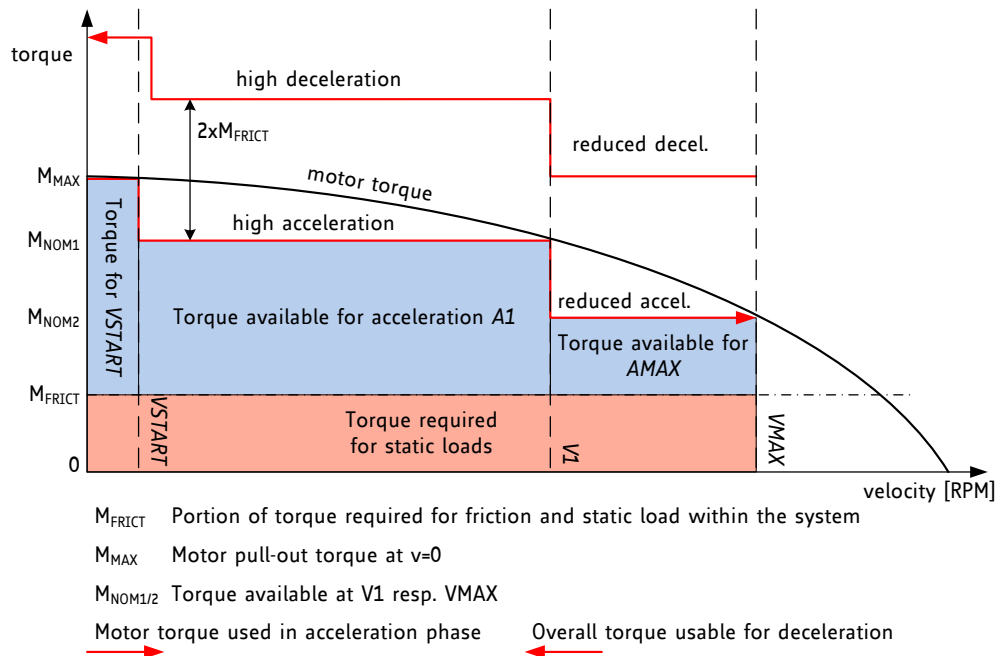 torque
high deceleration
2xMFRICT
reduced decel.
MMAX
motor torque
high acceleration
MNOM1
Torque for VSTART
Torque available for acceleration A1
reduced accel.
MNOM2
Torque available for
AMAX
MFRICT
VSTART
Torque required
for static loads
V1
VMAX
0
velocity [RPM]
MFRICT Portion of torque required for friction and static load within the system
MMAX Motor pull-out torque at v=0
MNOM1/2 Torque available at V1 resp. VMAX
Motor torque used in acceleration phase
Overall torque usable for deceleration